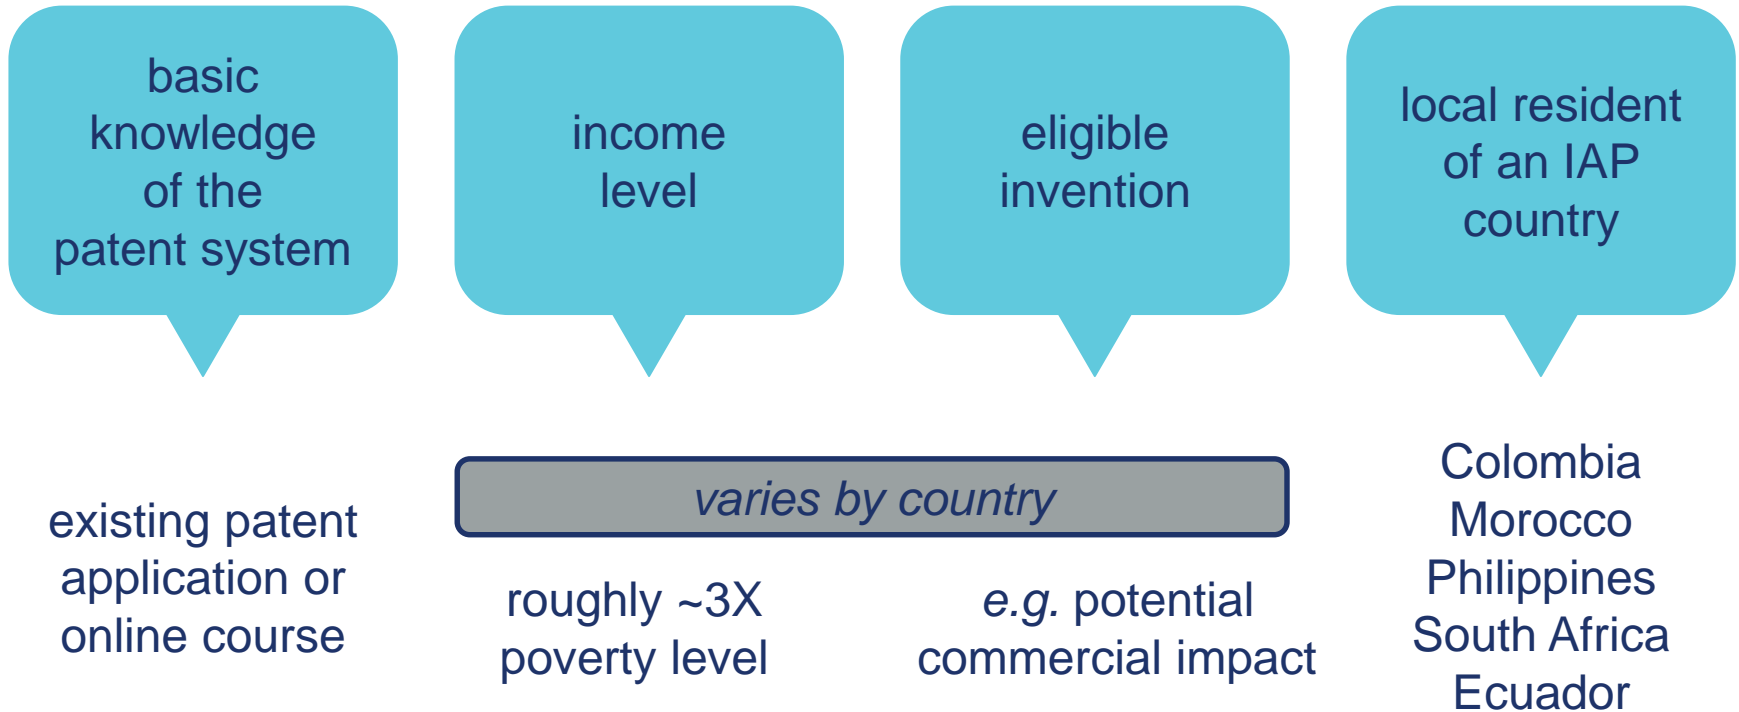 basic
knowledge
of the
patent system
income
level
eligible
invention
local resident
of an IAP
country
existing patent
application or
online course
varies by country
roughly ~3X
poverty level
e.g. potential
commercial impact
Colombia
Morocco
Philippines
South Africa
Ecuador